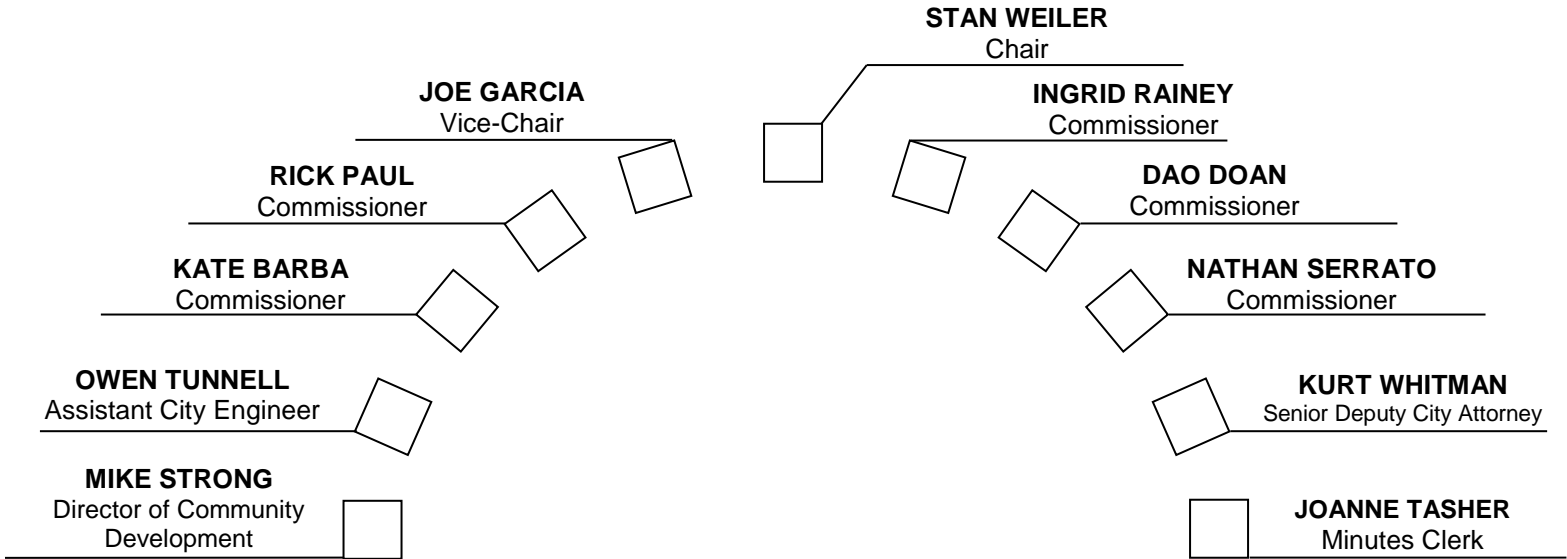 STAN WEILER
Chair
JOE GARCIA
Vice-Chair
INGRID RAINEY
Commissioner
RICK PAUL
Commissioner
DAO DOAN
Commissioner
KATE BARBA
Commissioner
NATHAN SERRATO
Commissioner
OWEN TUNNELL
Assistant City Engineer
KURT WHITMAN
Senior Deputy City Attorney
MIKE STRONG
Director of Community
Development
JOANNE TASHER
Minutes Clerk